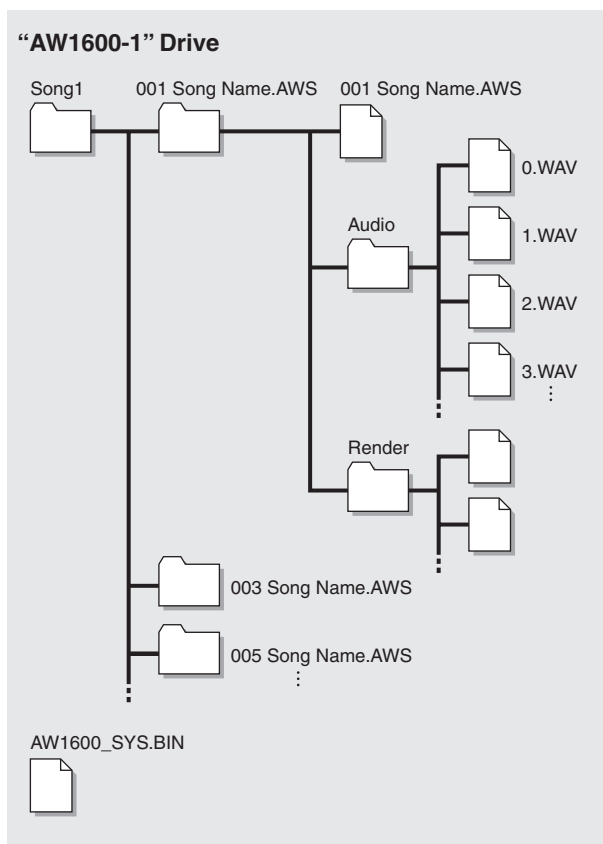 “AW1600-1” Drive
Song1
001 Song Name.AWS
001 Song Name.AWS
0.WAV
Audio
1.WAV
2.WAV
3.WAV
Render
003 Song Name.AWS
005 Song Name.AWS
AW1600_SYS.BIN